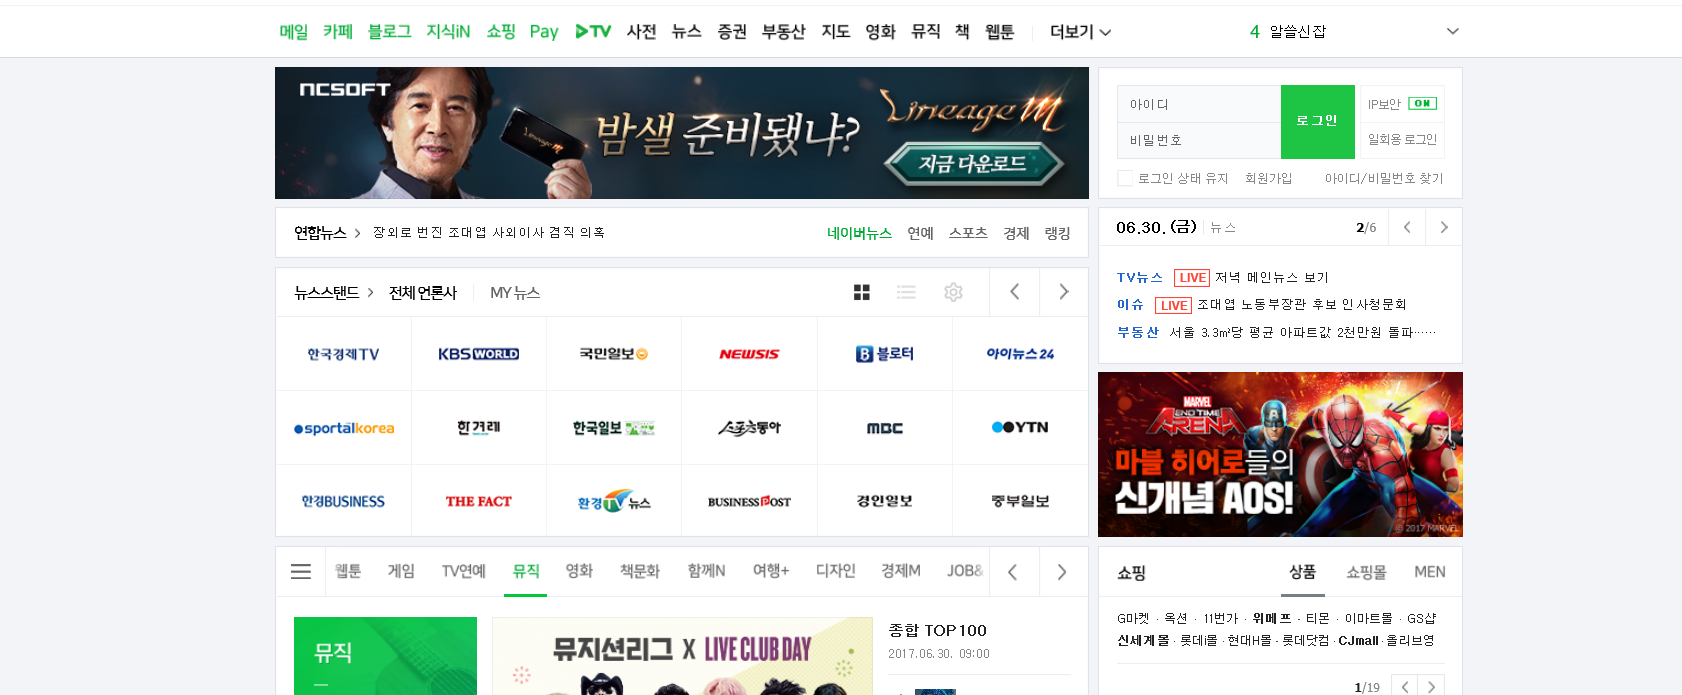 메일 카페 블로그 지식iN 쇼핑 Pay TV 사전 뉴스 증권 부동산 지도 영화 뮤직 책 웹툰 더보기 4 알쓸신잡
NCSOFT
Lineage M
밤샐 준비됐나?
Lineage M
지금 다운로드
아이디
비밀번호
로그인
IP보안 ON
일회용 로그인
로그인 상태 유지 회원가입 아이디/비밀번호 찾기
연합뉴스 > 장외로 번진 조대엽 사외이사 겸직 의혹
네이버뉴스 연예 스포츠 경제 랭킹
06.30.(금) 뉴스 2/6
TV뉴스 LIVE 저녁 메인뉴스 보기
이슈 LIVE 조대엽 노동부장관 후보 인사청문회
부동산 서울 3.3㎡당 평균 아파트값 2천만원 돌파……
뉴스스탠드 > 전체 언론사 MY 뉴스
한국경제TV KBS WORLD 국민일보 NEWSIS B 블로터 아이뉴스24
sportalkorea 한겨레 한국일보 스포츠동아 MBC YTN
한경BUSINESS THE FACT 환경TV뉴스 BUSINESS POST 경인일보 중부일보
MARVEL
END TIME
ARENA
마블 히어로들의
신개념 AOS!
© 2017 MARVEL
웹툰 게임 TV연예 뮤직 영화 책문화 함께N 여행+ 디자인 경제M JOB&
뮤직
뮤지션리그 X LIVE CLUB DAY
종합 TOP 100
2017.06.30. 09:00
쇼핑 상품 쇼핑몰 MEN
G마켓 · 옥션 · 11번가 · 위메프 · 티몬 · 이마트몰 · GS샵
신세계몰 · 롯데i몰 · 현대H몰 · 롯데닷컴 · CJmall · 올리브영
1/19